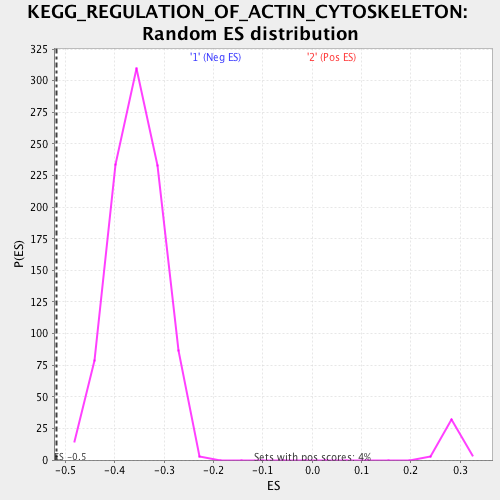 KEGG_REGULATION_OF_ACTIN_CYTOSKELETON:
Random ES distribution
'1' (Neg ES) '2' (Pos ES)
325
300
275
250
225
200
175
150
125
100
75
50
25
0
P(ES)
ES -0.5 Sets with pos scores: 4%
-0.5 -0.4 -0.3 -0.2 -0.1 0.0 0.1 0.2 0.3
ES